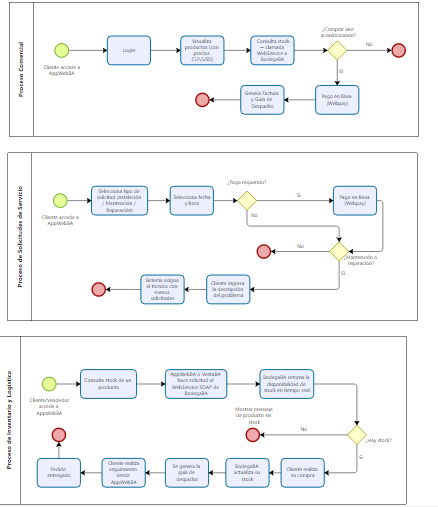 Proceso Comercial
Cliente accede a
AppWebBA
Login
Visualiza
productos (con
precios
CLP/USD)
Consulta stock
— Llamada
WebService a
BodegaBA
¿Comprar aire
acondicionado?
No
Si
Pago en línea
(Webpay)
Genera Factura
y Guía de
Despacho
Proceso de Solicitudes de Servicio
Cliente accede a
AppWebBA
Selecciona tipo de
solicitud (Instalación
/ Mantención /
Reparación)
Selecciona fecha
y hora
¿Pago requerido?
Si
No
Pago en línea
(Webpay)
¿Mantención o
reparación?
No
Si
Cliente ingresa
la descripción
del problema
Sistema asigna
al técnico con
menos
solicitudes
Proceso de Inventario y Logística
Cliente/Vendedor
accede a
AppWebBA
Consulta stock de un
producto
AppWebBA o VentaBA
hace solicitud al
WebService SOAP de
BodegaBA
BodegaBA retorna la
disponibilidad de
stock en tiempo real
¿Hay stock?
No
Mostrar mensaje
de producto sin
stock
Si
Cliente realiza
su compra
BodegaBA
actualiza su
stock
Se genera la
guía de
despacho
Cliente realiza
seguimiento
desde
AppWebBA
Pedido
entregado